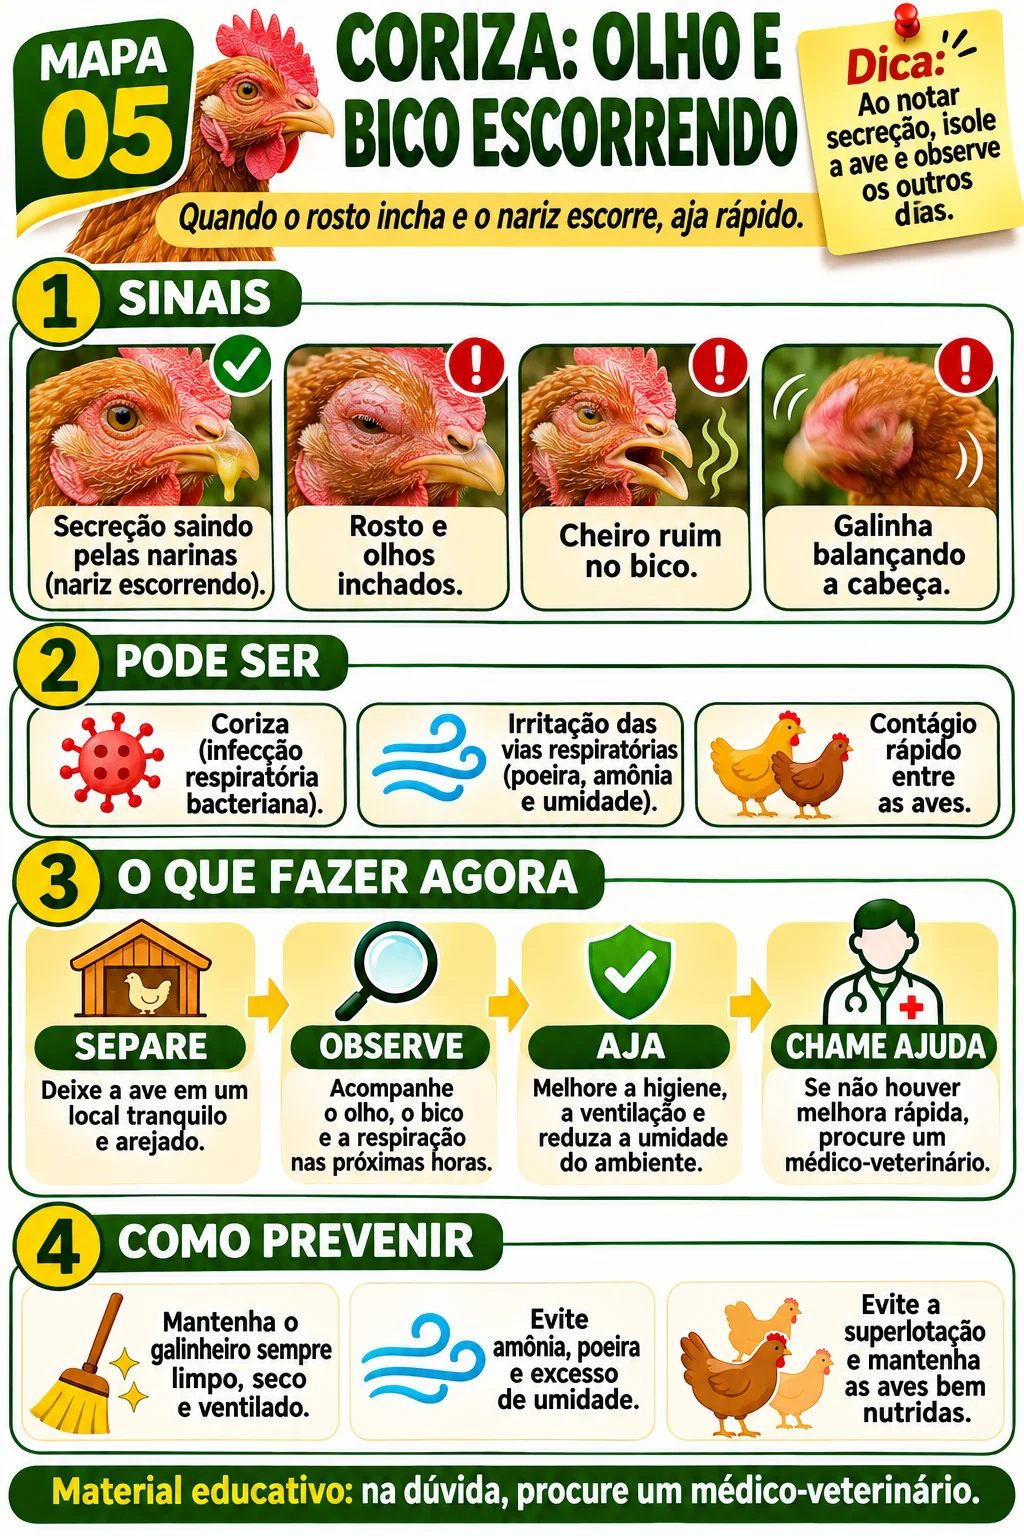 MAPA
05
CORIZA: OLHO E
BICO ESCORRENDO
Quando o rosto incha e o nariz escorre, aja rápido.
Dica:
Ao notar
secreção, isole
a ave e observe
os outros
días.
1 SINAIS
Secreção saindo
pelas narinas
(nariz escorrendo).
Rosto e
olhos
inchados.
Cheiro ruim
no bico.
Galinha
balançando
a cabeça.
2 PODE SER
Coriza
(infecção
respiratória
bacteriana).
Irritação das
vias respiratórias
(poeira, amônia
e umidade).
Contágio
rápido
entre
as aves.
3 O QUE FAZER AGORA
SEPARE
Deixe a ave em um
local tranquilo
e arejado.
OBSERVE
Acompanhe
o olho, o bico
e a respiração
nas próximas horas.
AJA
Melhore a higiene,
a ventilação e
reduza a umidade
do ambiente.
CHAME AJUDA
Se não houver
melhora rápida,
procure um
médico-veterinário.
4 COMO PREVENIR
Mantenha o
galinheiro sempre
limpo, seco
e ventilado.
Evite
amônia, poeira
e excesso
de umidade.
Evite a
superlotação
e mantenha
as aves bem
nutridas.
Material educativo: na dúvida, procure um médico-veterinário.